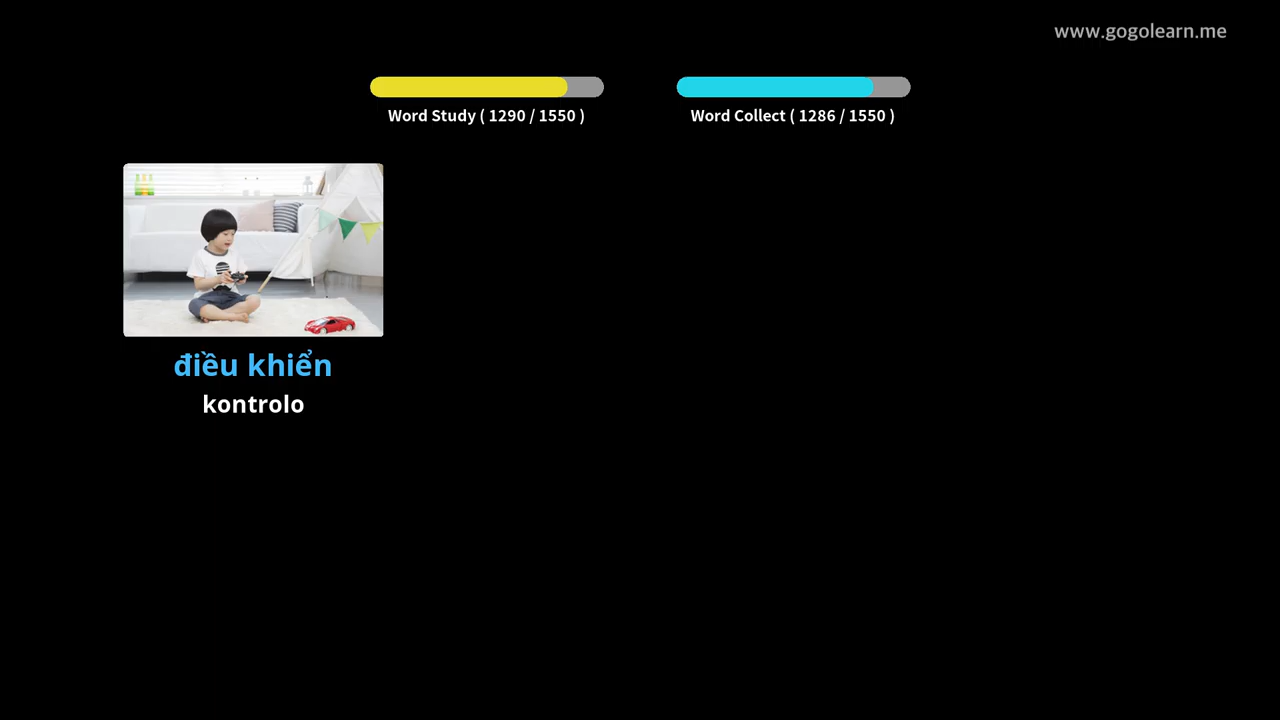 www.gogolearn.me
Word Study ( 1290 / 1550 )
Word Collect ( 1286 / 1550 )
điều khiển
kontrolo